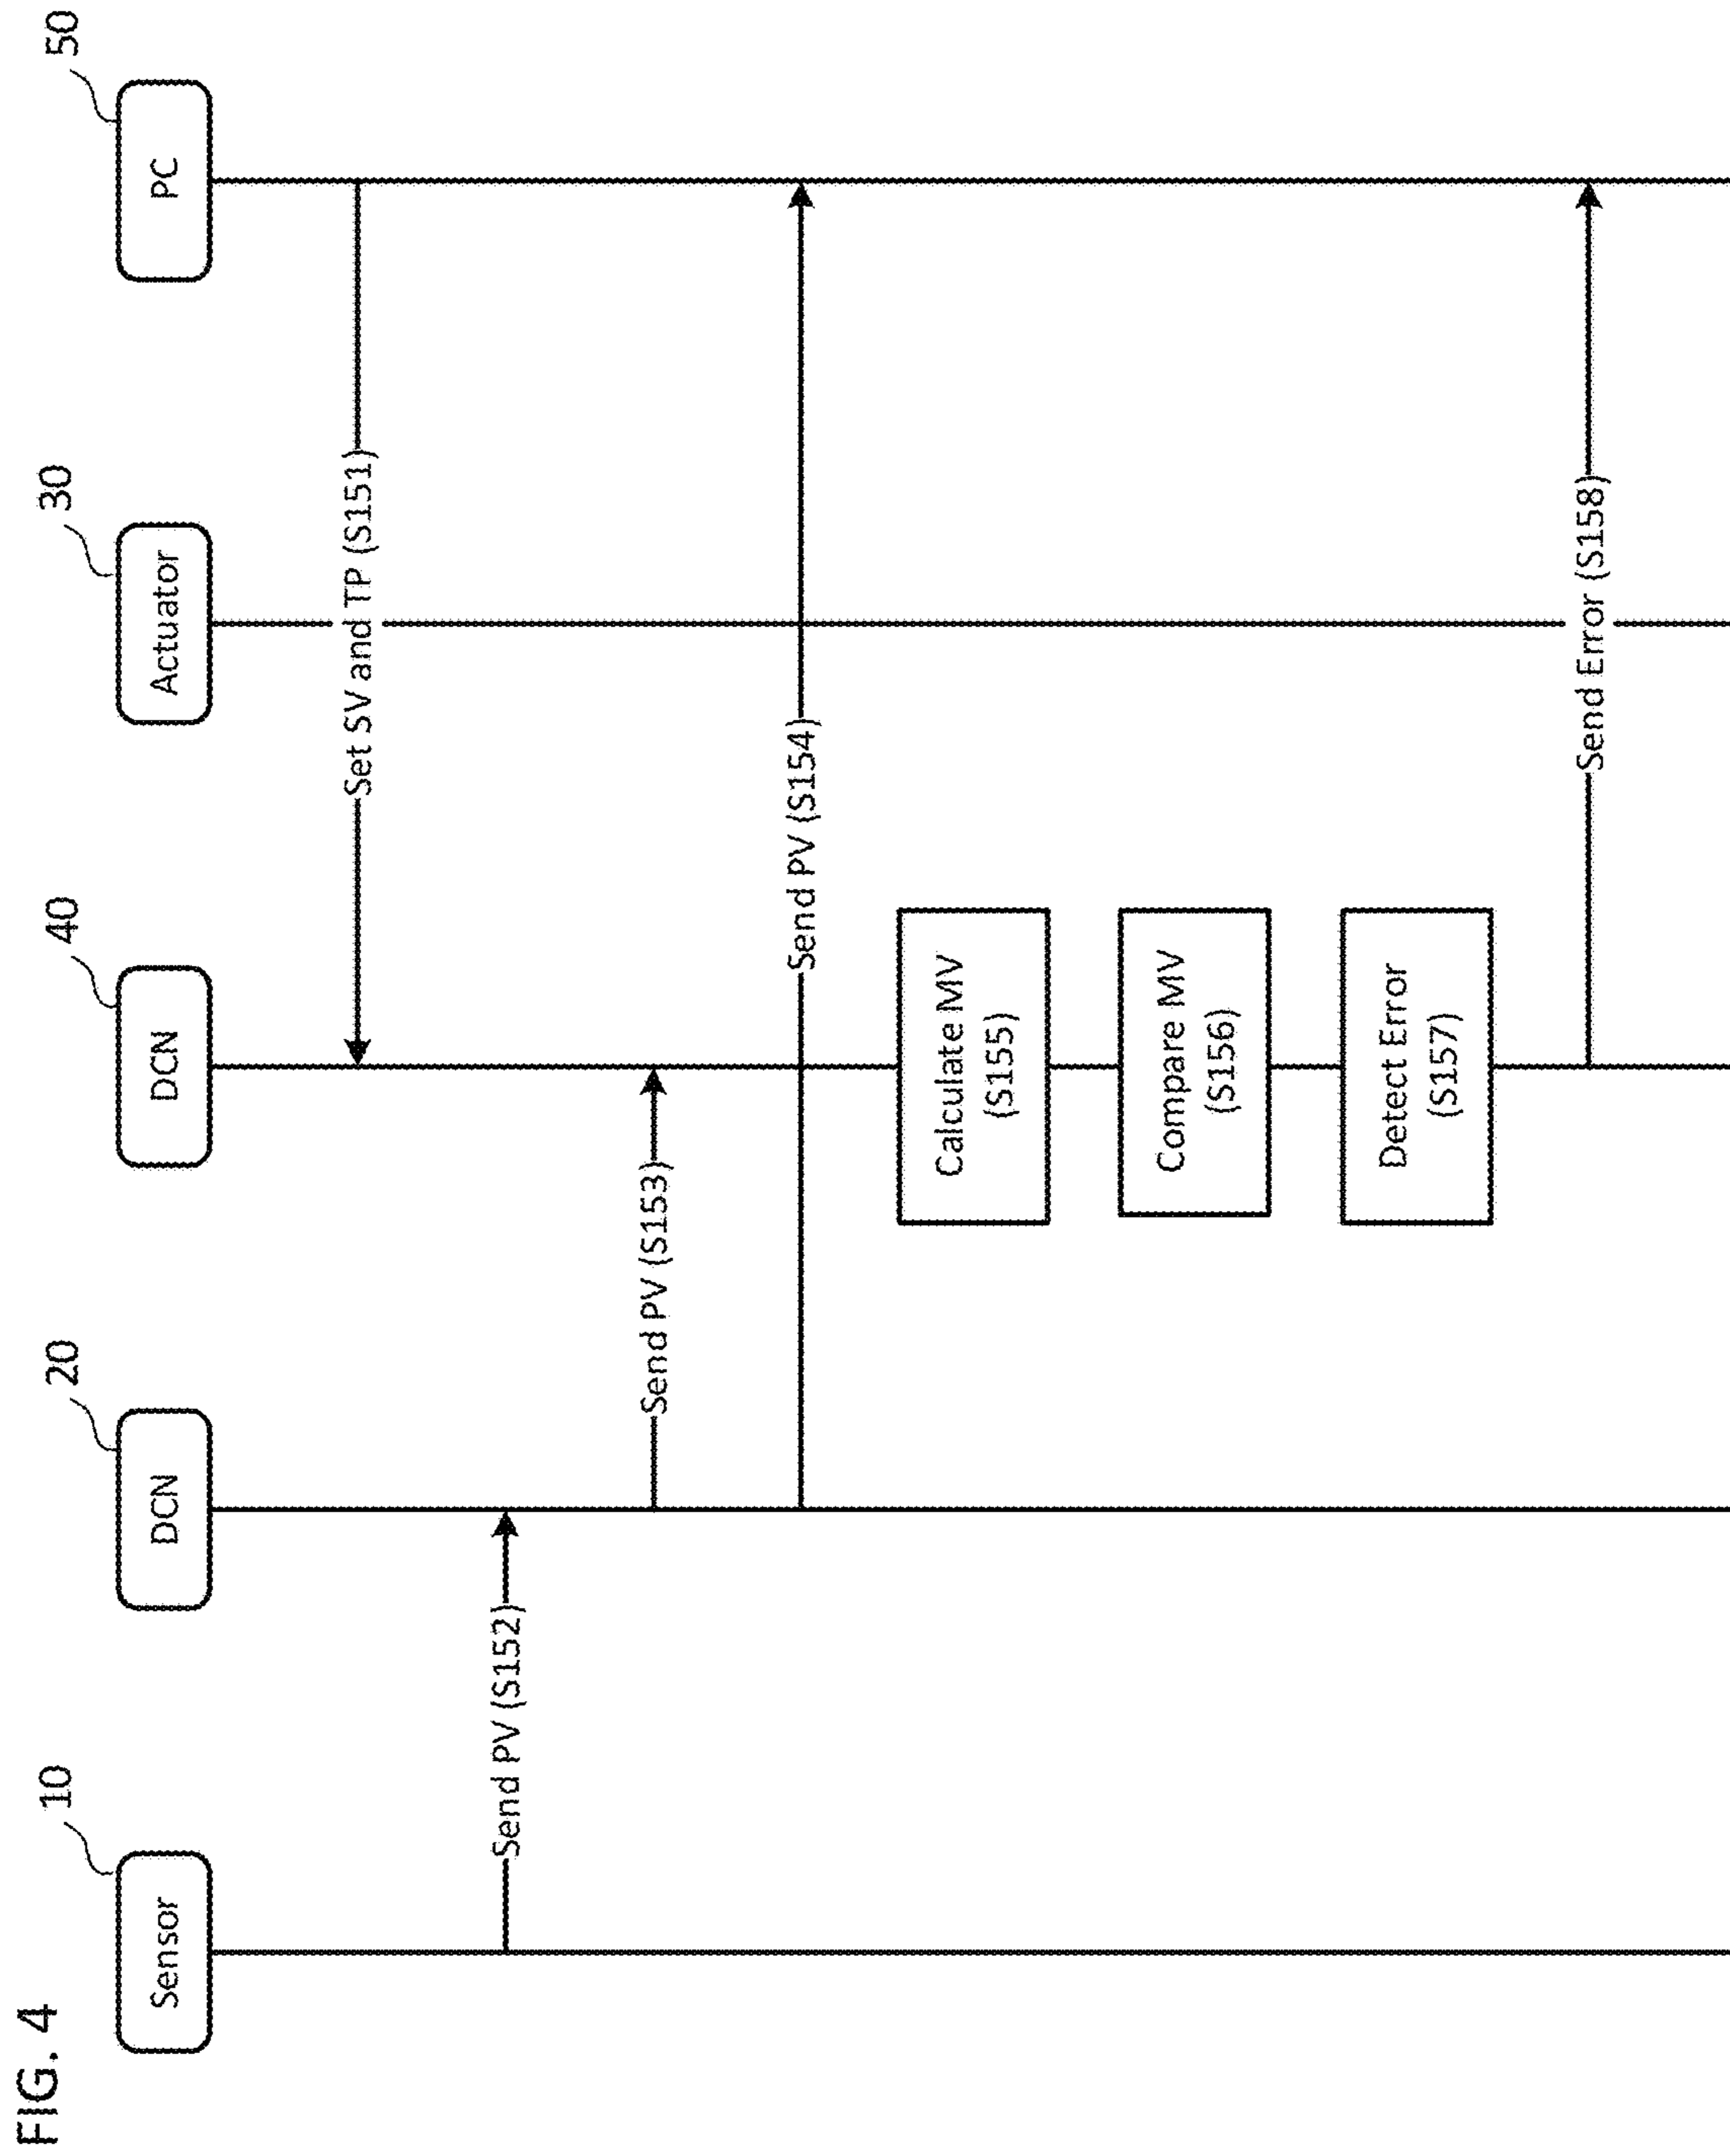 FIG. 4
10
20
40
30
50
Sensor
DCN
DCN
Actuator
PC
Set SV and TP (S151)
Send PV (S152)
Send PV (S153)
Send PV (S154)
Calculate MV
(S155)
Compare MV
(S156)
Detect Error
(S157)
Send Error (S158)